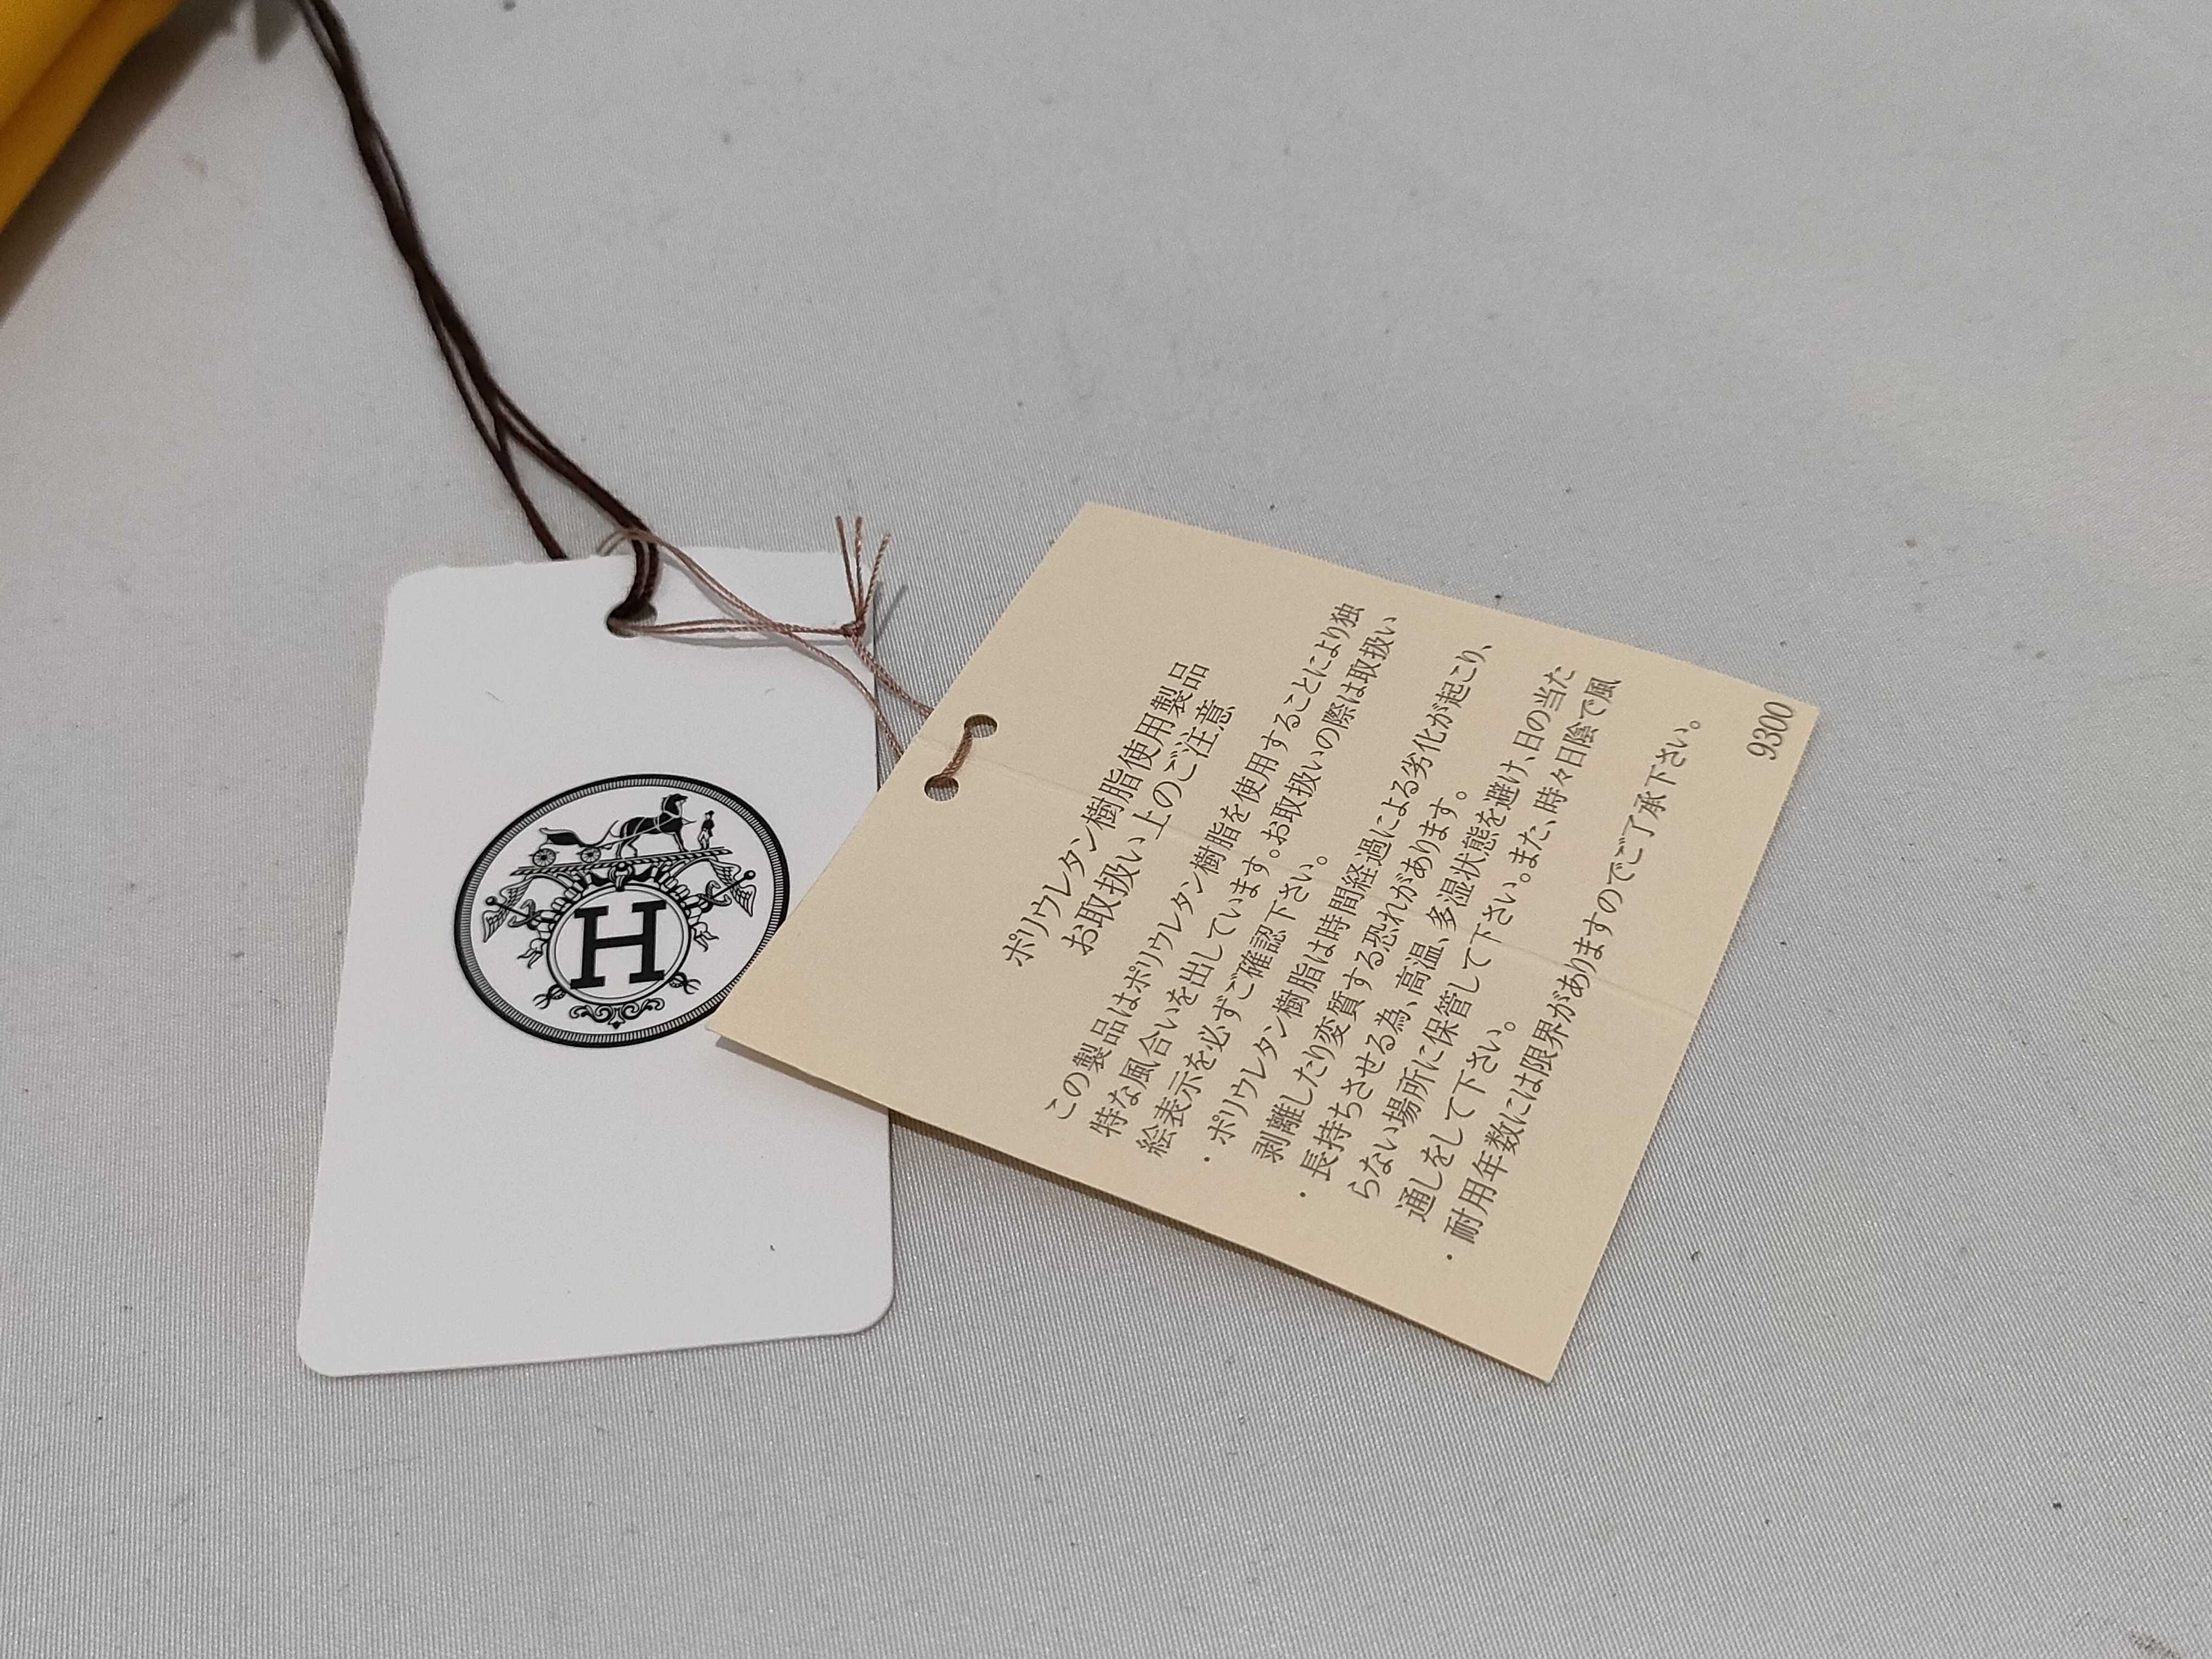 H
ポリウレタン樹脂使用製品
お取扱い上のご注意
この製品はポリウレタン樹脂を使用することにより独
特な風合いを出しています。お取扱いの際は取扱い
絵表示を必ずご確認下さい。
・ポリウレタン樹脂は時間経過による劣化が起こり、
剥離したり変質する恐れがあります。
・長持ちさせる為、高温、多湿状態を避け、日の当た
らない場所に保管して下さい。また、時々日陰で風
通しをして下さい。
・耐用年数には限界がありますのでご了承下さい。
9300